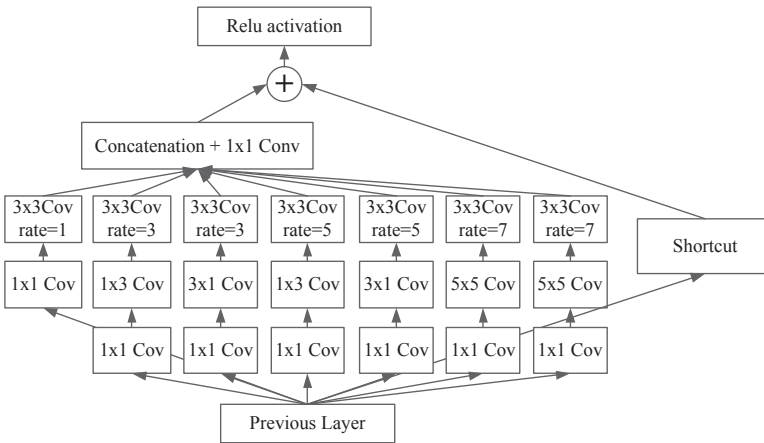 Relu activation
+
Concatenation + 1x1 Conv
3x3Cov
rate=1
3x3Cov
rate=3
3x3Cov
rate=3
3x3Cov
rate=5
3x3Cov
rate=5
3x3Cov
rate=7
3x3Cov
rate=7
Shortcut
1x1 Cov
1x3 Cov
3x1 Cov
1x3 Cov
3x1 Cov
5x5 Cov
5x5 Cov
1x1 Cov
1x1 Cov
1x1 Cov
1x1 Cov
1x1 Cov
1x1 Cov
Previous Layer